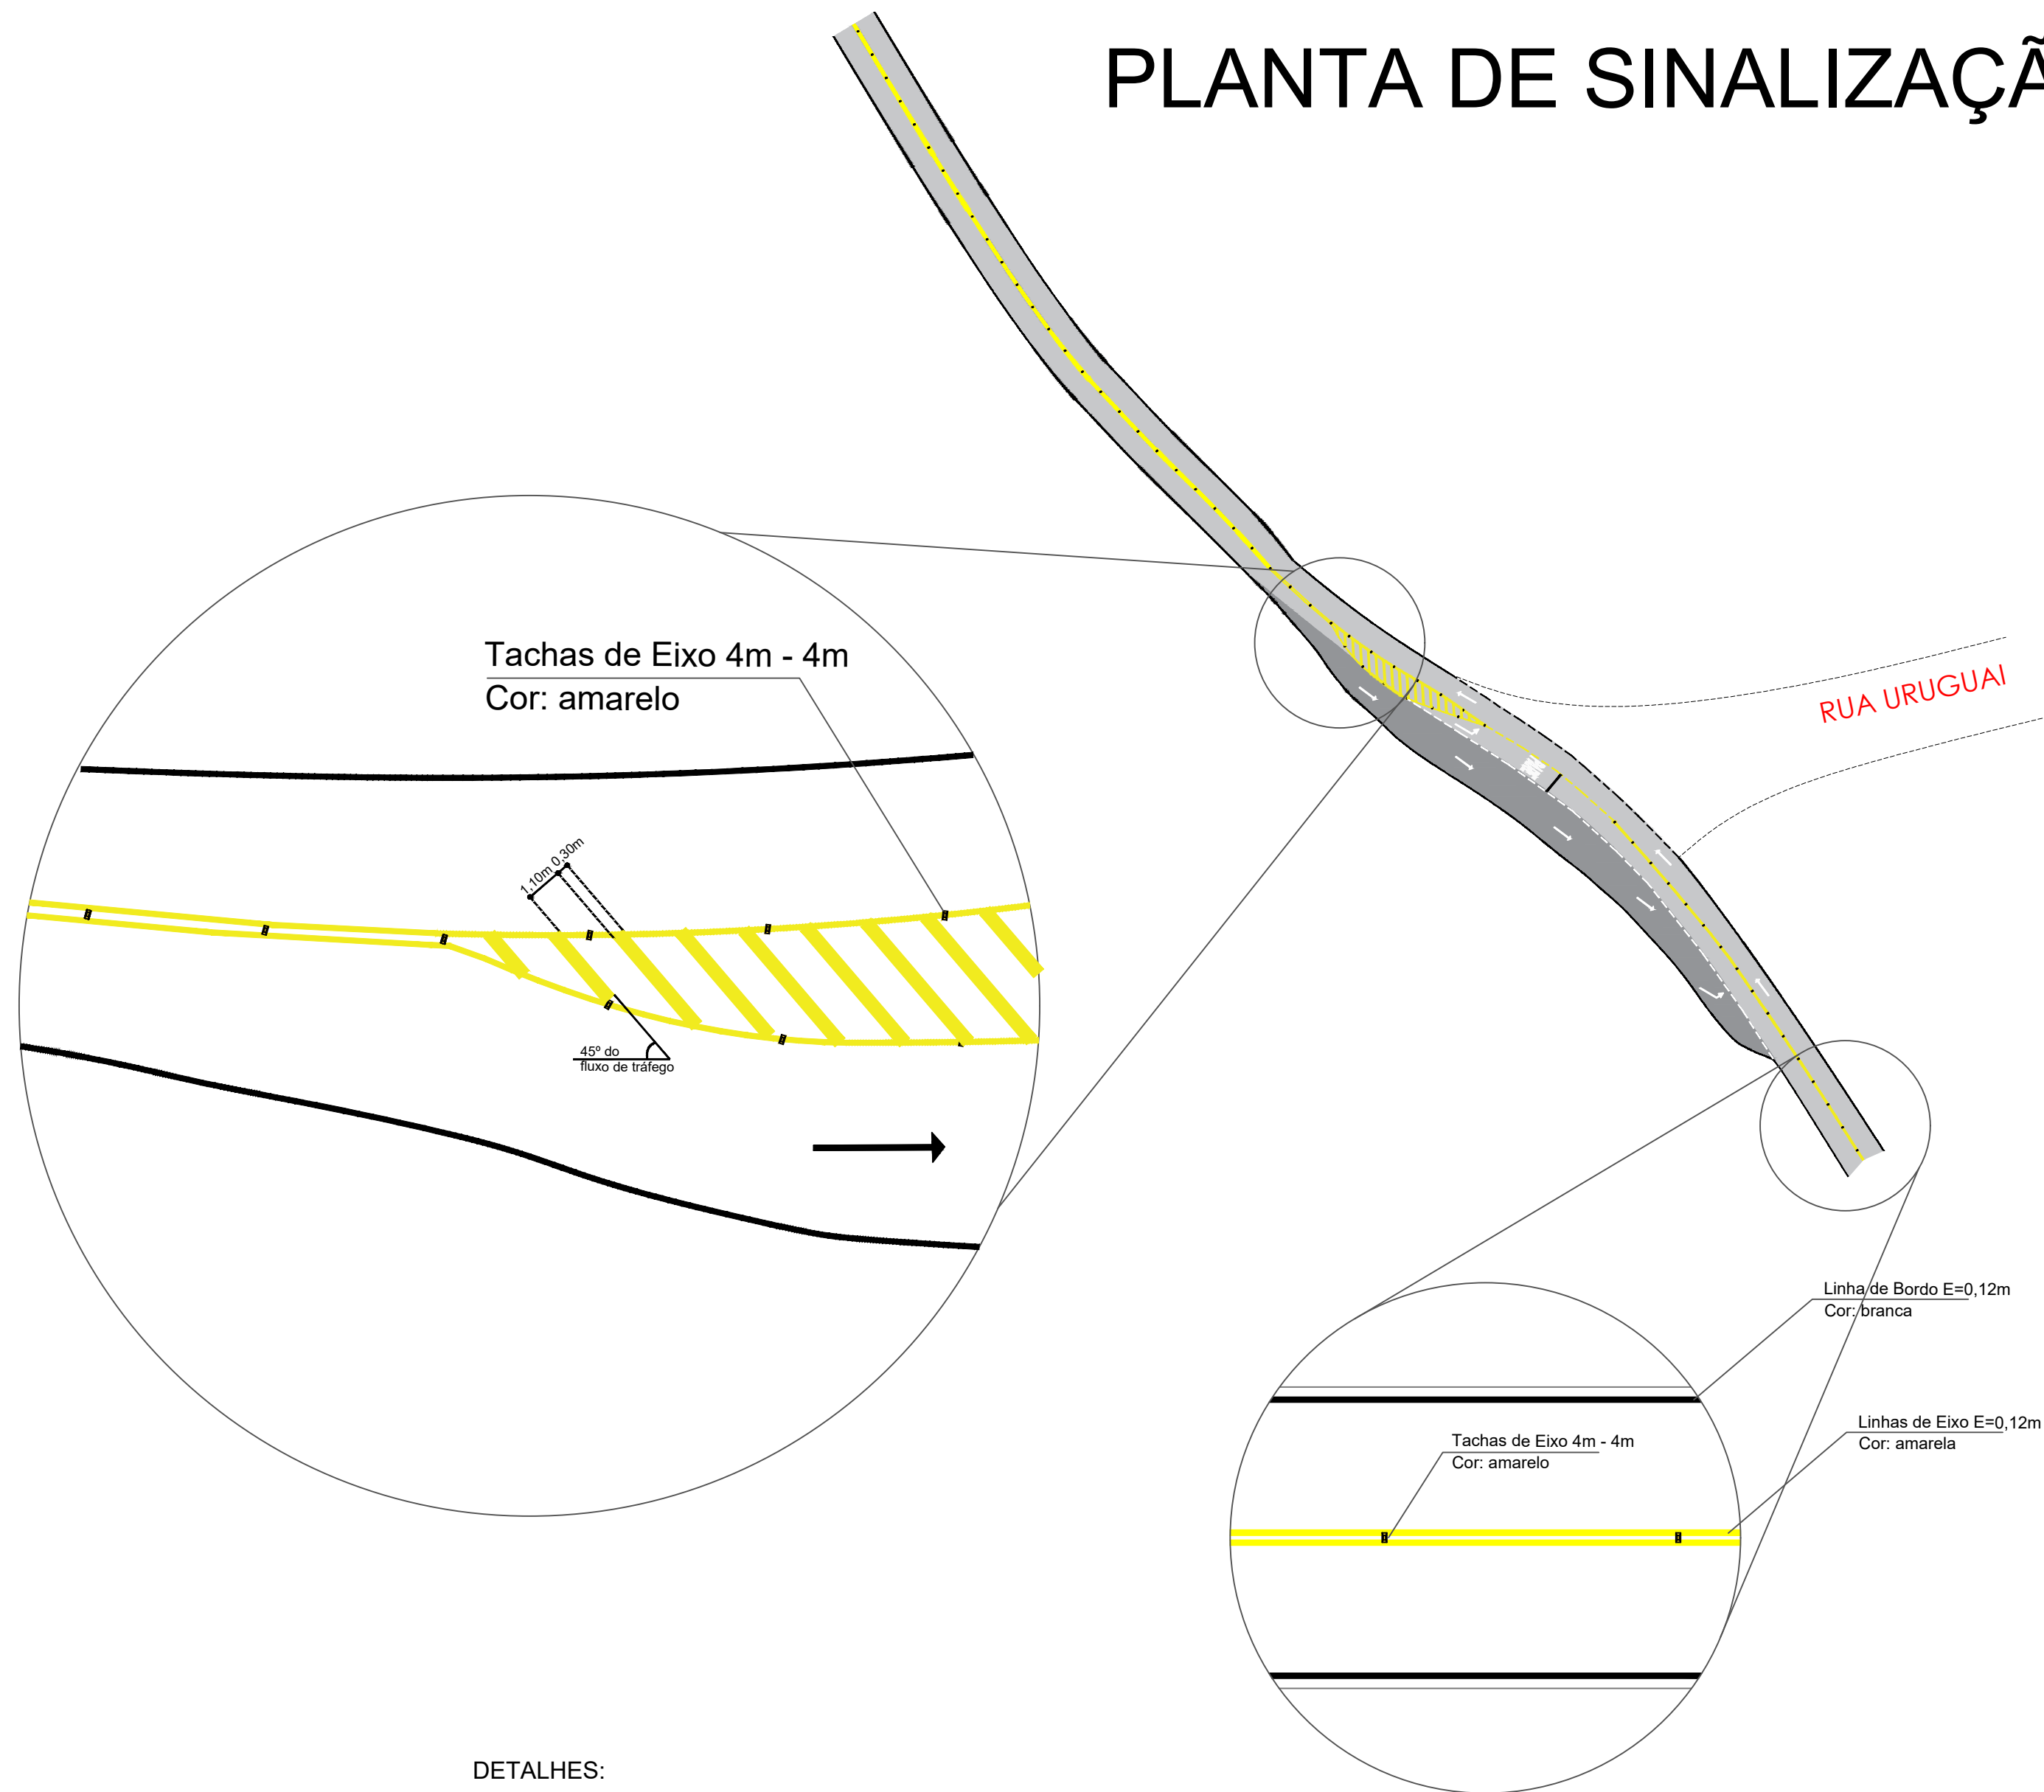 PLANTA DE SINALIZAÇÃ
RUA URUGUAI
Tachas de Eixo 4m - 4m
Cor: amarelo
1,10m 0,30m
45º do
fluxo de tráfego
Linha de Bordo E=0,12m
Cor: branca
Linhas de Eixo E=0,12m
Cor: amarela
Tachas de Eixo 4m - 4m
Cor: amarelo
DETALHES: